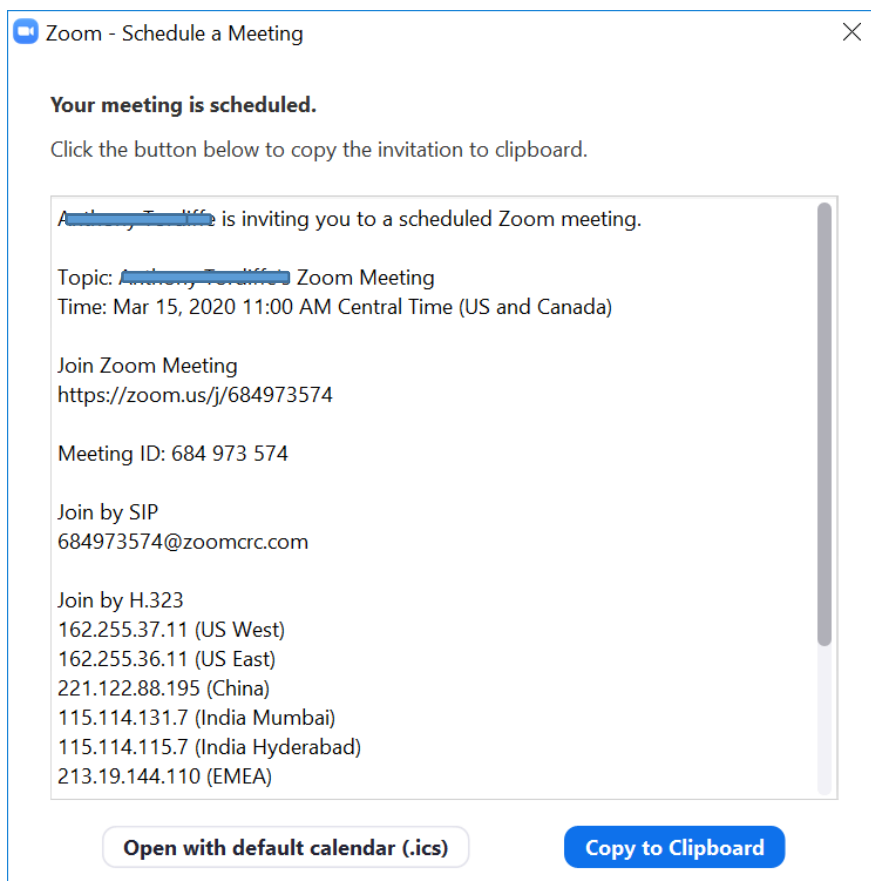 Zoom - Schedule a Meeting
Your meeting is scheduled.
Click the button below to copy the invitation to clipboard.
is inviting you to a scheduled Zoom meeting.
Topic: Zoom Meeting
Time: Mar 15, 2020 11:00 AM Central Time (US and Canada)
Join Zoom Meeting
https://zoom.us/j/684973574
Meeting ID: 684 973 574
Join by SIP
684973574@zoomcrc.com
Join by H.323
162.255.37.11 (US West)
162.255.36.11 (US East)
221.122.88.195 (China)
115.114.131.7 (India Mumbai)
115.114.115.7 (India Hyderabad)
213.19.144.110 (EMEA)
Open with default calendar (.ics)
Copy to Clipboard